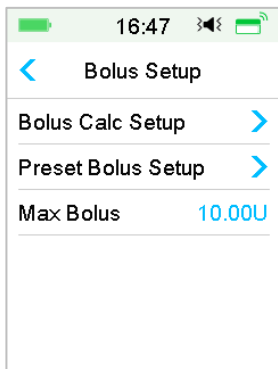 16:47
Bolus Setup
Bolus Calc Setup
Preset Bolus Setup
Max Bolus 10.00U